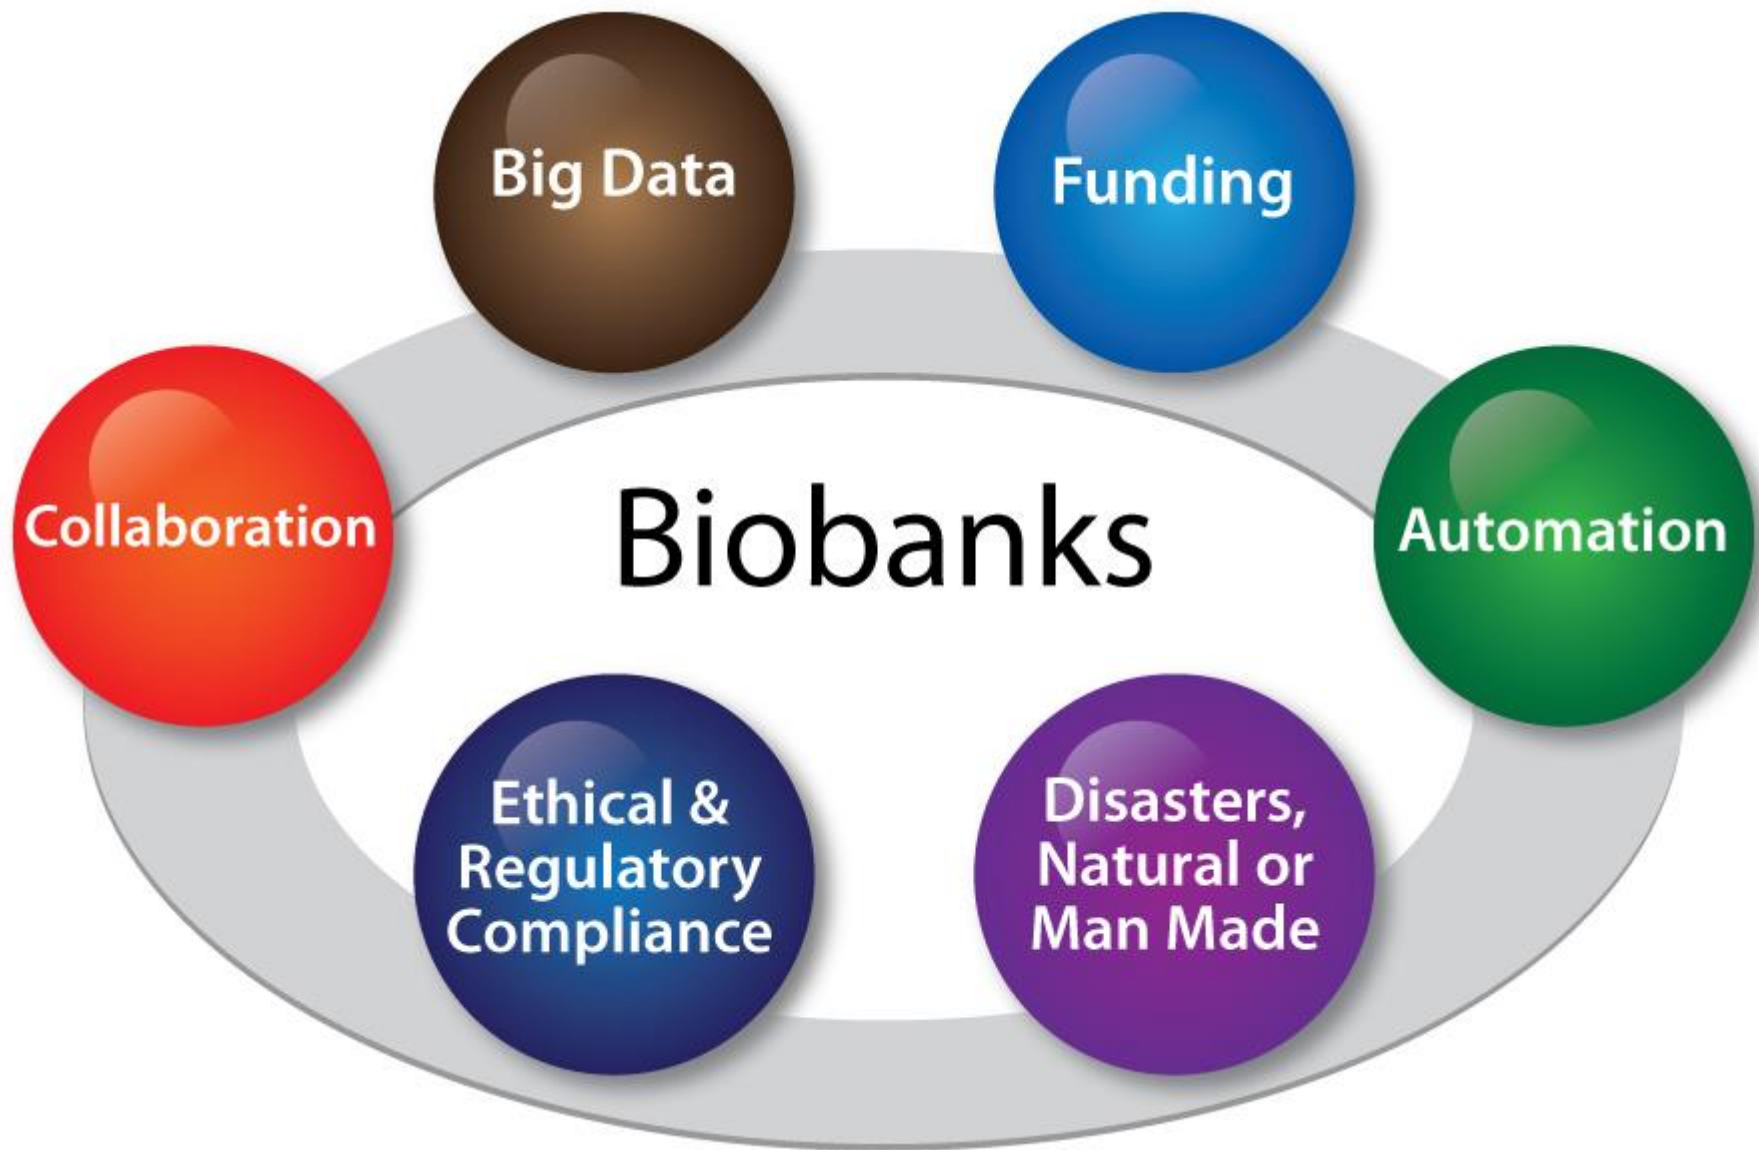 Big Data
Funding
Collaboration
Biobanks
Automation
Ethical &
Regulatory
Compliance
Disasters,
Natural or
Man Made